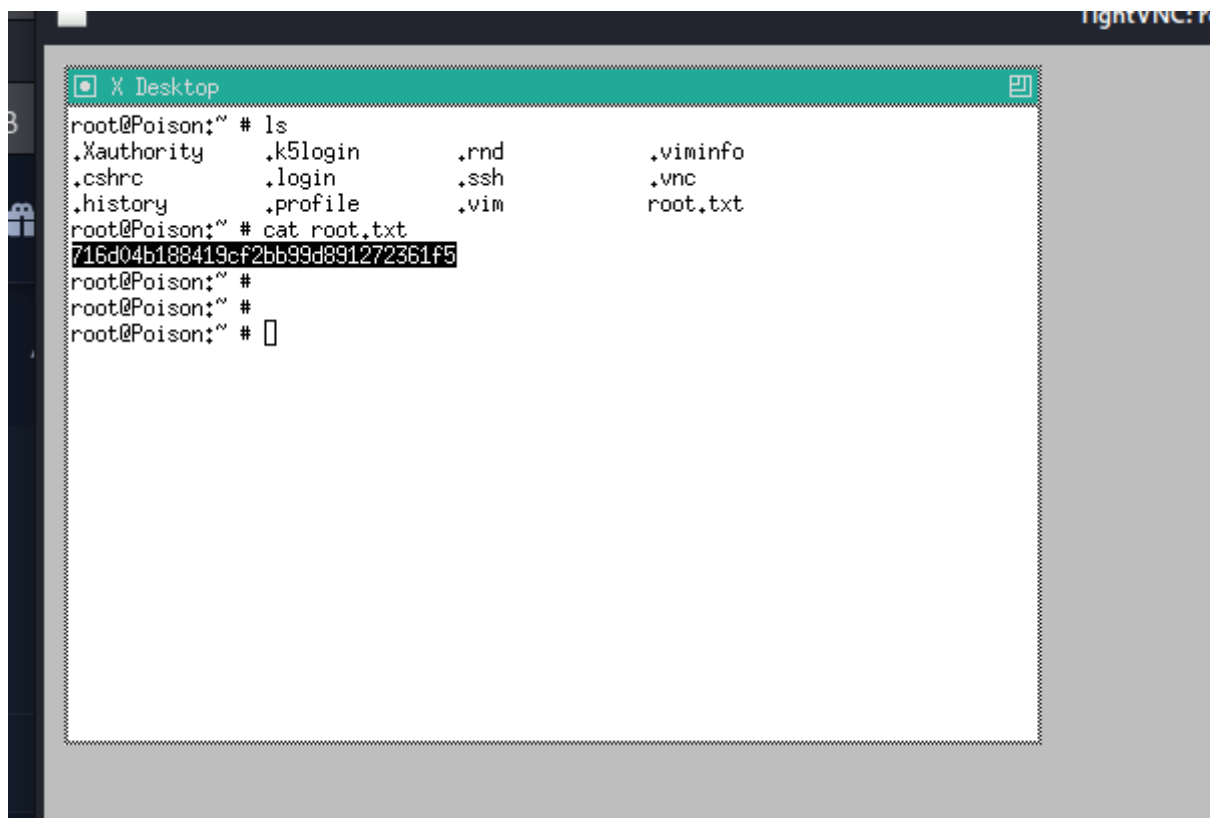 TightVNC: r
X Desktop
root@Poison:~ # ls
.Xauthority .k5login .rnd .viminfo
.cshrc .login .ssh .vnc
.history .profile .vim root.txt
root@Poison:~ # cat root.txt
716d04b188419cf2bb99d891272361f5
root@Poison:~ #
root@Poison:~ #
root@Poison:~ #